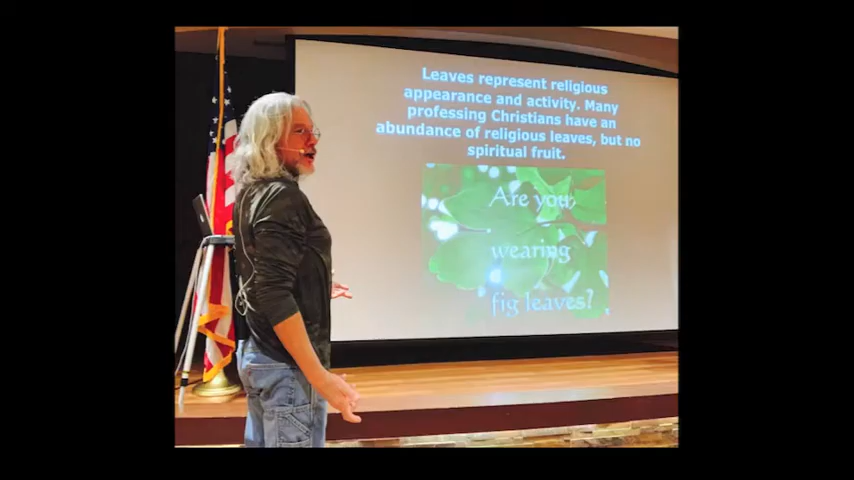 Leaves represent religious
appearance and activity. Many
professing Christians have an
abundance of religious leaves, but no
spiritual fruit.
Are you
wearing
fig leaves?